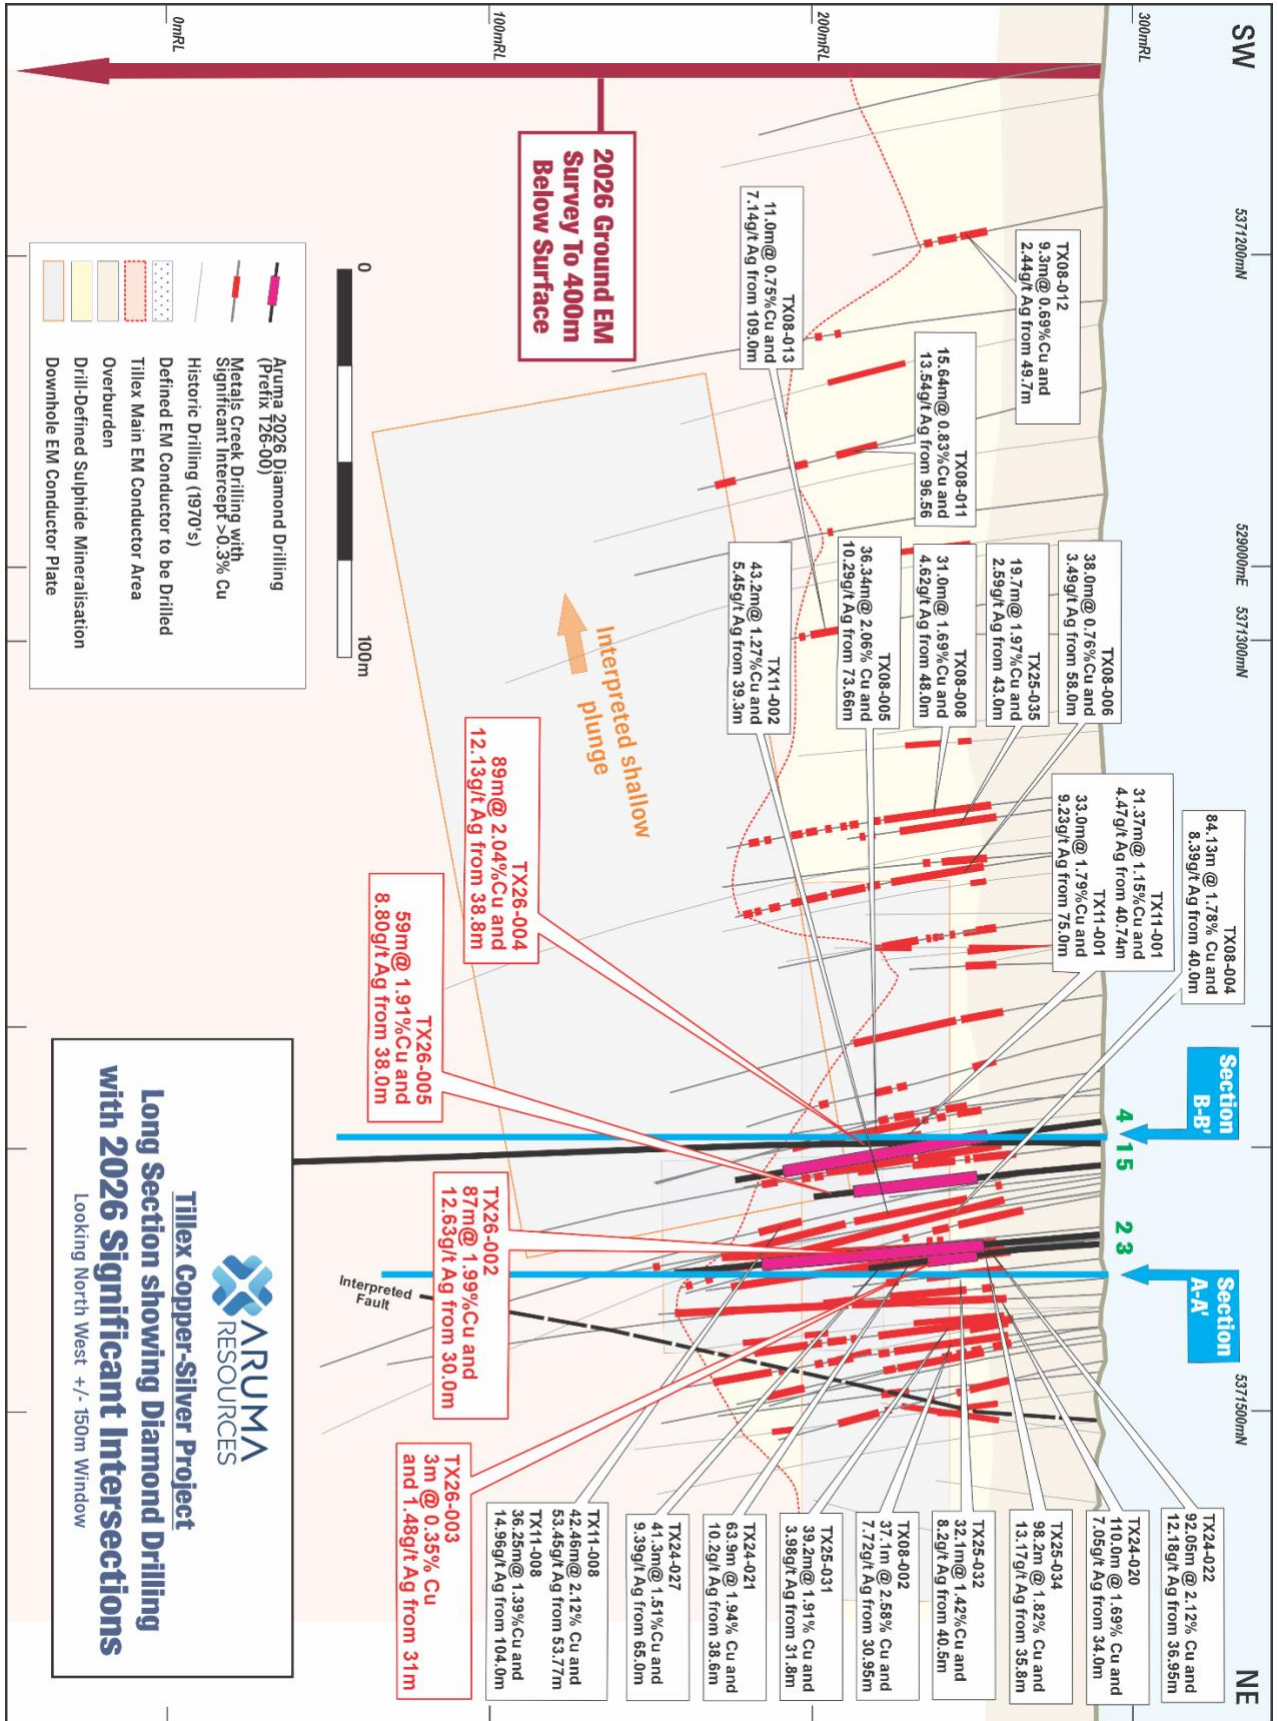 SW
NE
300mRL
200mRL
100mRL
0mRL
5371200mN
529000mE
5371300mN
5371500mN
Section
B-B'
Section
A-A'
4
1
5
2
3
TX08-012
9.3m@ 0.69%Cu and
2.44g/t Ag from 49.7m
TX08-011
15.64m@ 0.83%Cu and
13.54g/t Ag from 96.56
TX08-013
11.0m@ 0.75%Cu and
7.14g/t Ag from 109.0m
TX08-006
38.0m@ 0.76%Cu and
3.49g/t Ag from 58.0m
TX25-035
19.7m@ 1.97%Cu and
2.59g/t Ag from 43.0m
TX08-008
31.0m@ 1.69%Cu and
4.62g/t Ag from 48.0m
TX08-005
36.34m@ 2.06% Cu and
10.29g/t Ag from 73.66m
TX11-002
43.2m@ 1.27%Cu and
5.45g/t Ag from 39.3m
TX08-004
84.13m @ 1.78% Cu and
8.39g/t Ag from 40.0m
TX11-001
31.37m@ 1.15%Cu and
4.47g/t Ag from 40.74m
TX11-001
33.0m@ 1.79%Cu and
9.23g/t Ag from 75.0m
TX24-022
92.05m @ 2.12% Cu and
12.18g/t Ag from 36.95m
TX24-020
110.0m @ 1.69% Cu and
7.05g/t Ag from 34.0m
TX25-034
98.2m @ 1.82% Cu and
13.17g/t Ag from 35.8m
TX25-032
32.1m@ 1.42%Cu and
8.2g/t Ag from 40.5m
TX08-002
37.1m @ 2.58% Cu and
7.72g/t Ag from 30.95m
TX25-031
39.2m@ 1.91% Cu and
3.98g/t Ag from 31.8m
TX24-021
63.9m @ 1.94% Cu and
10.2g/t Ag from 38.6m
TX24-027
41.3m@ 1.51%Cu and
9.39g/t Ag from 65.0m
TX11-008
42.46m@ 2.12% Cu and
53.45g/t Ag from 53.77m
TX11-008
36.25m@ 1.39%Cu and
14.96g/t Ag from 104.0m
2026 Ground EM
Survey To 400m
Below Surface
Interpreted shallow
plunge
TX26-004
89m@ 2.04%Cu and
12.13g/t Ag from 38.8m
TX26-005
59m@ 1.91%Cu and
8.80g/t Ag from 38.0m
TX26-002
87m@ 1.99%Cu and
12.63g/t Ag from 30.0m
TX26-003
3m @ 0.35% Cu
and 1.48g/t Ag from 31m
Interpreted
Fault
0
100m
Aruma 2026 Diamond Drilling
(Prefix T26-00)
Metals Creek Drilling with
Significant Intercept >0.3% Cu
Historic Drilling (1970's)
Defined EM Conductor to be Drilled
Tillex Main EM Conductor Area
Overburden
Drill-Defined Sulphide Mineralisation
Downhole EM Conductor Plate
ARUMA
RESOURCES
Tillex Copper-Silver Project
Long Section showing Diamond Drilling
with 2026 Significant Intersections
Looking North West +/- 150m Window